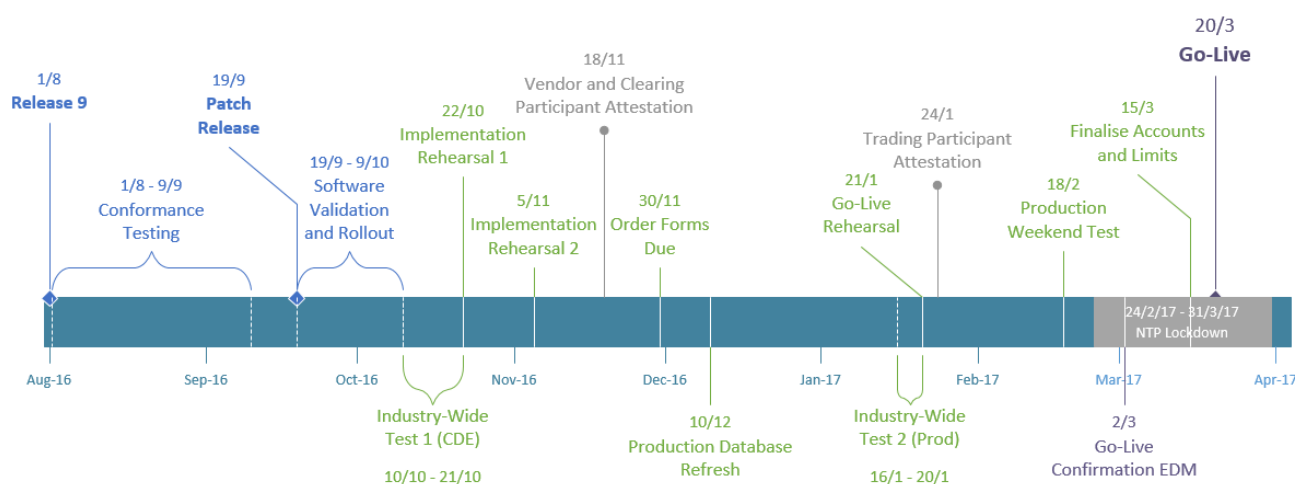 1/8
Release 9
19/9
Patch
Release
1/8 - 9/9
Conformance
Testing
19/9 - 9/10
Software
Validation
and Rollout
22/10
Implementation
Rehearsal 1
5/11
Implementation
Rehearsal 2
18/11
Vendor and Clearing
Participant Attestation
30/11
Order Forms
Due
21/1
Go-Live
Rehearsal
24/1
Trading Participant
Attestation
18/2
Production
Weekend Test
15/3
Finalise Accounts
and Limits
20/3
Go-Live
24/2/17 - 31/3/17
NTP Lockdown
Aug-16
Sep-16
Oct-16
Nov-16
Dec-16
Jan-17
Feb-17
Mar-17
Apr-17
Industry-Wide
Test 1 (CDE)
10/10 - 21/10
10/12
Production Database
Refresh
Industry-Wide
Test 2 (Prod)
16/1 - 20/1
2/3
Go-Live
Confirmation EDM